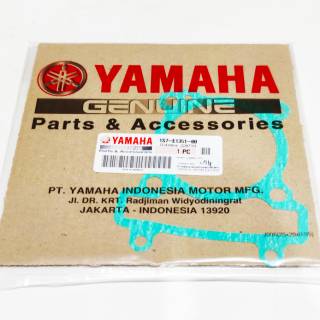 YAMAHA
GENUINE
Parts & Accessories
YAMAHA
1 PC
PT. YAMAHA INDONESIA MOTOR MFG.
Jl. DR. KRT. Radjiman Widyodiningrat
JAKARTA - INDONESIA 13920